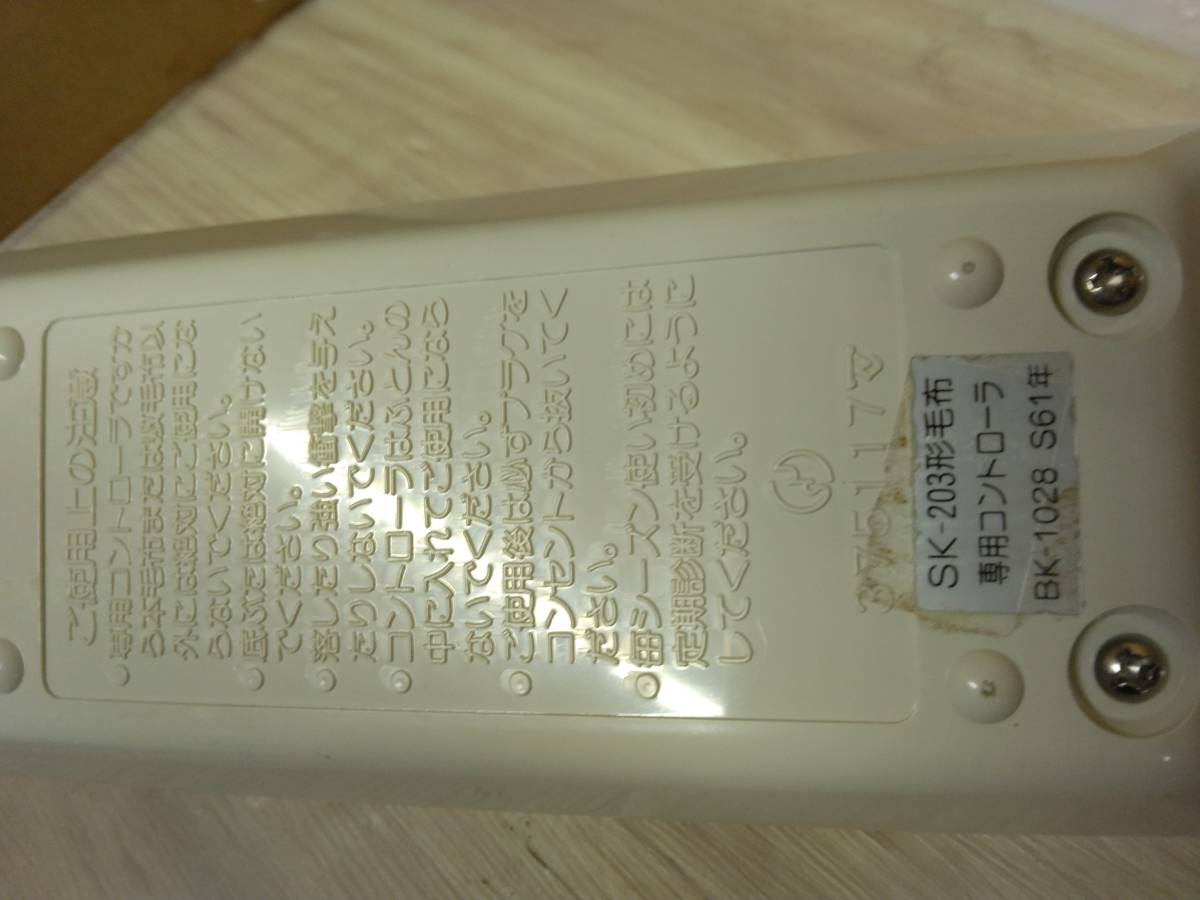 ご使用上の注意
●専用コントローラですか
ら本毛布または敷毛布以
外には絶対にご使用にな
らないでください。
●底ぶたは絶対に開けない
でください。
●落したり強い衝撃を与え
たりしないでください。
●コントローラはふとんの
中に入れてご使用になら
ないでください。
●ご使用後は必ずプラグを
コンセントから抜いてく
ださい。
●毎シーズン使い初めには
定期診断を受けるように
してください。
SK-203形毛布
専用コントローラ
BK-1028 S61年